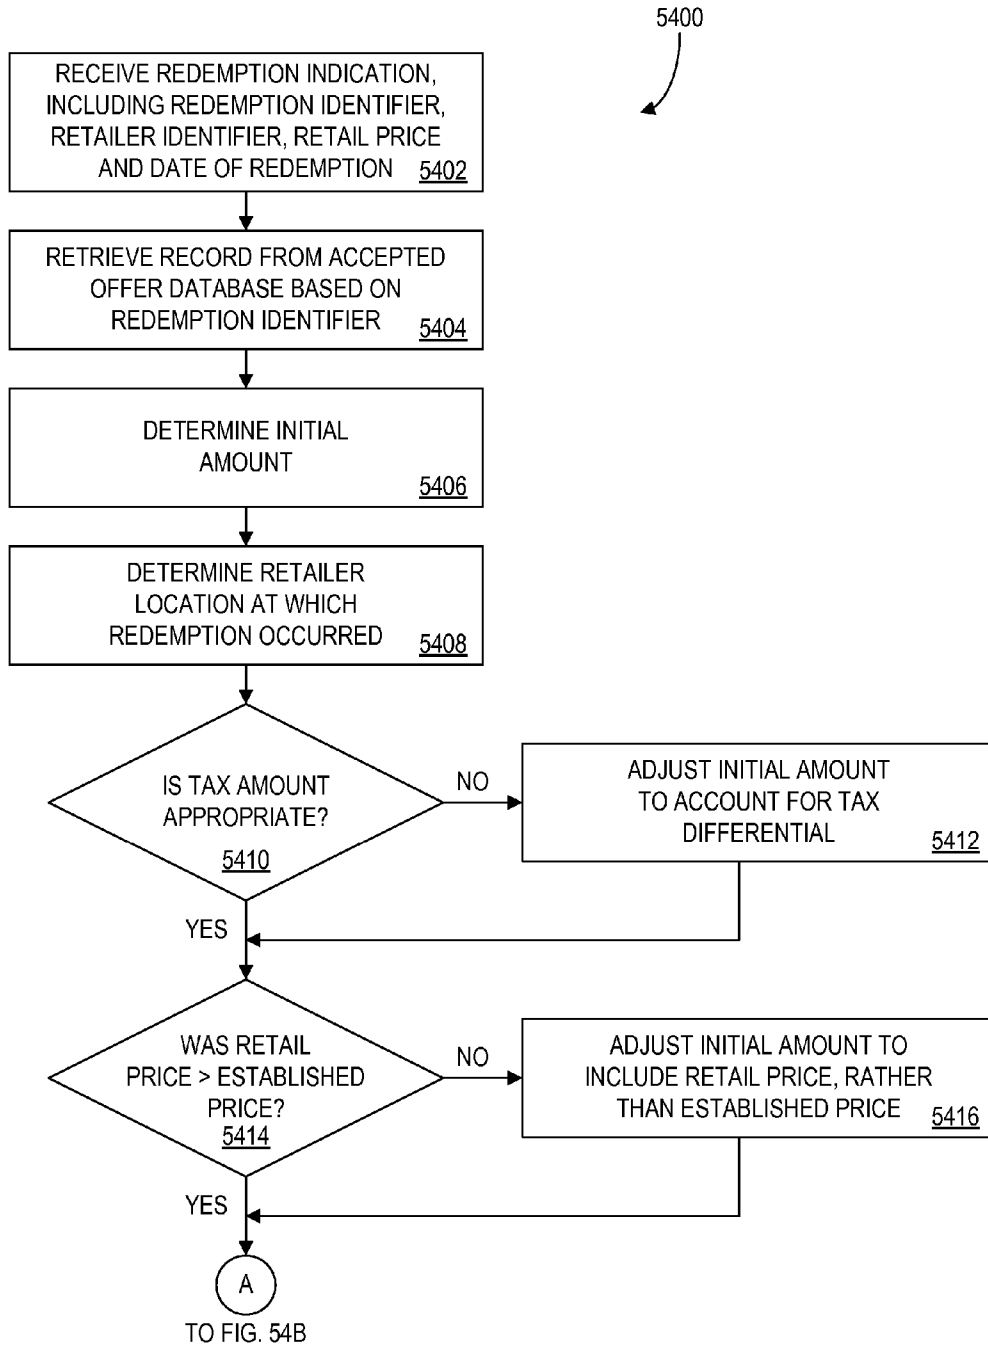 5400
RECEIVE REDEMPTION INDICATION,
INCLUDING REDEMPTION IDENTIFIER,
RETAILER IDENTIFIER, RETAIL PRICE
AND DATE OF REDEMPTION
5402
RETRIEVE RECORD FROM ACCEPTED
OFFER DATABASE BASED ON
REDEMPTION IDENTIFIER
5404
DETERMINE INITIAL
AMOUNT
5406
DETERMINE RETAILER
LOCATION AT WHICH
REDEMPTION OCCURRED
5408
IS TAX AMOUNT
APPROPRIATE?
5410
NO
ADJUST INITIAL AMOUNT
TO ACCOUNT FOR TAX
DIFFERENTIAL
5412
YES
WAS RETAIL
PRICE > ESTABLISHED
PRICE?
5414
NO
ADJUST INITIAL AMOUNT TO
INCLUDE RETAIL PRICE, RATHER
THAN ESTABLISHED PRICE
5416
YES
A
TO FIG. 54B